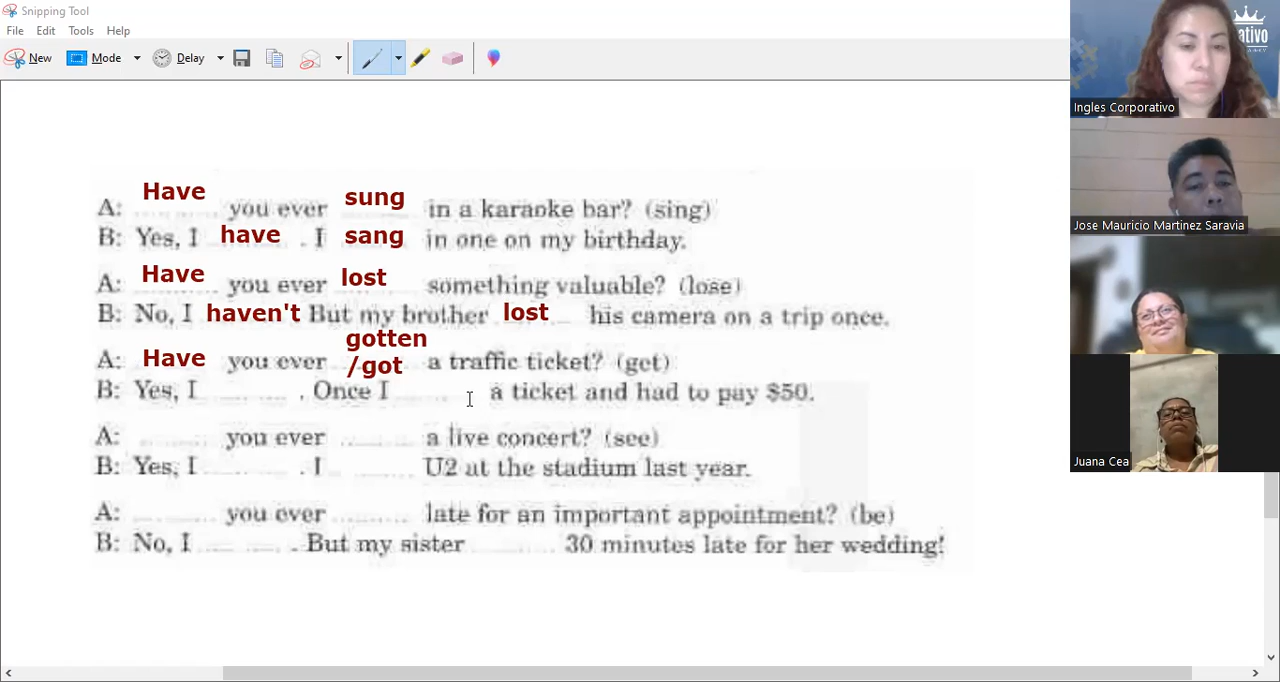 Snipping Tool
File Edit Tools Help
New Mode Delay
ativo
Ingles Corporativo
Jose Mauricio Martinez Saravia
Juana Cea
A: Have you ever sung in a karaoke bar? (sing)
B: Yes, I have . I sang in one on my birthday.
A: Have you ever lost something valuable? (lose)
B: No, I haven't But my brother lost his camera on a trip once.
gotten
A: Have you ever /got a traffic ticket? (get)
B: Yes, I ........ . Once I a ticket and had to pay $50.
A: ........ you ever ........ a live concert? (see)
B: Yes, I ........ . I ........ U2 at the stadium last year.
A: ........ you ever ........ late for an important appointment? (be)
B: No, I ........ . But my sister ........ 30 minutes late for her wedding!